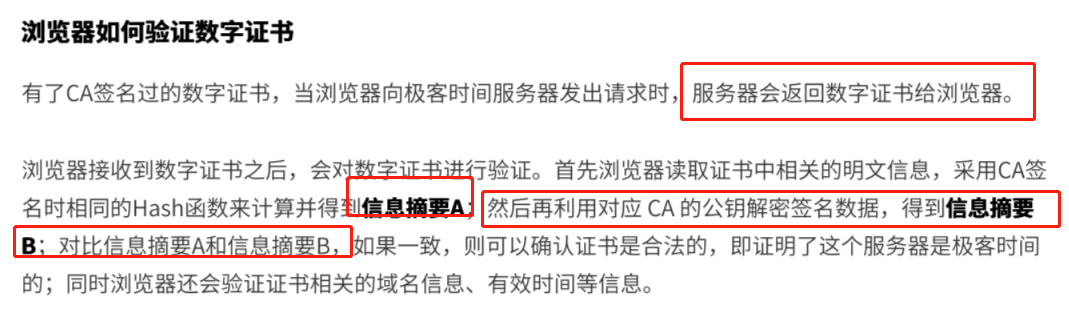 浏览器如何验证数字证书
有了CA签名过的数字证书，当浏览器向极客时间服务器发出请求时，服务器会返回数字证书给浏览器。
浏览器接收到数字证书之后，会对数字证书进行验证。首先浏览器读取证书中相关的明文信息，采用CA签
名时相同的Hash函数来计算并得到信息摘要A；然后再利用对应 CA 的公钥解密签名数据，得到信息摘要
B；对比信息摘要A和信息摘要B，如果一致，则可以确认证书是合法的，即证明了这个服务器是极客时间
的；同时浏览器还会验证证书相关的域名信息、有效时间等信息。